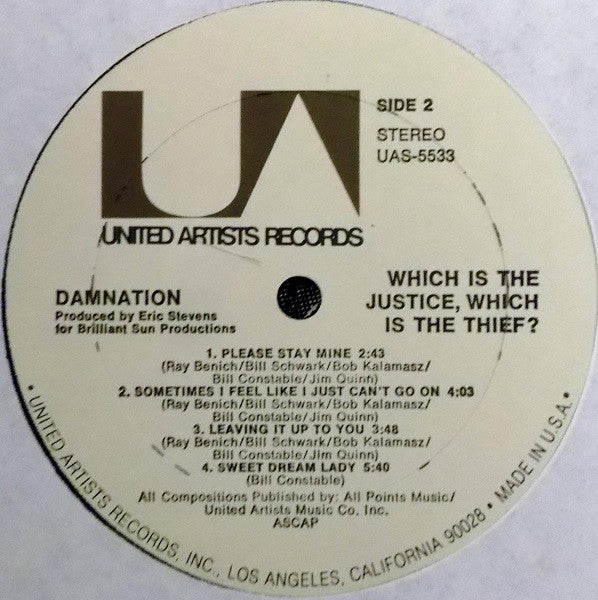 UA
SIDE 2
STEREO
UAS-5533
UNITED ARTISTS RECORDS
DAMNATION
Produced by Eric Stevens
for Brilliant Sun Productions
WHICH IS THE
JUSTICE, WHICH
IS THE THIEF?
1. PLEASE STAY MINE 2:43
(Ray Benich/Bill Schwark/Bob Kalamasz/
Bill Constable/Jim Quinn)
2. SOMETIMES I FEEL LIKE I JUST CAN'T GO ON 4:03
(Ray Benich/Bill Schwark/Bob Kalamasz/
Bill Constable/Jim Quinn)
3. LEAVING IT UP TO YOU 3:48
(Ray Benich/Bill Schwark/Bob Kalamasz/
Bill Constable/Jim Quinn)
4. SWEET DREAM LADY 5:40
(Bill Constable)
All Compositions Published by: All Points Music/
United Artists Music Co. Inc.
ASCAP
• UNITED ARTISTS RECORDS, INC., LOS ANGELES, CALIFORNIA 90028 • MADE IN U.S.A. •